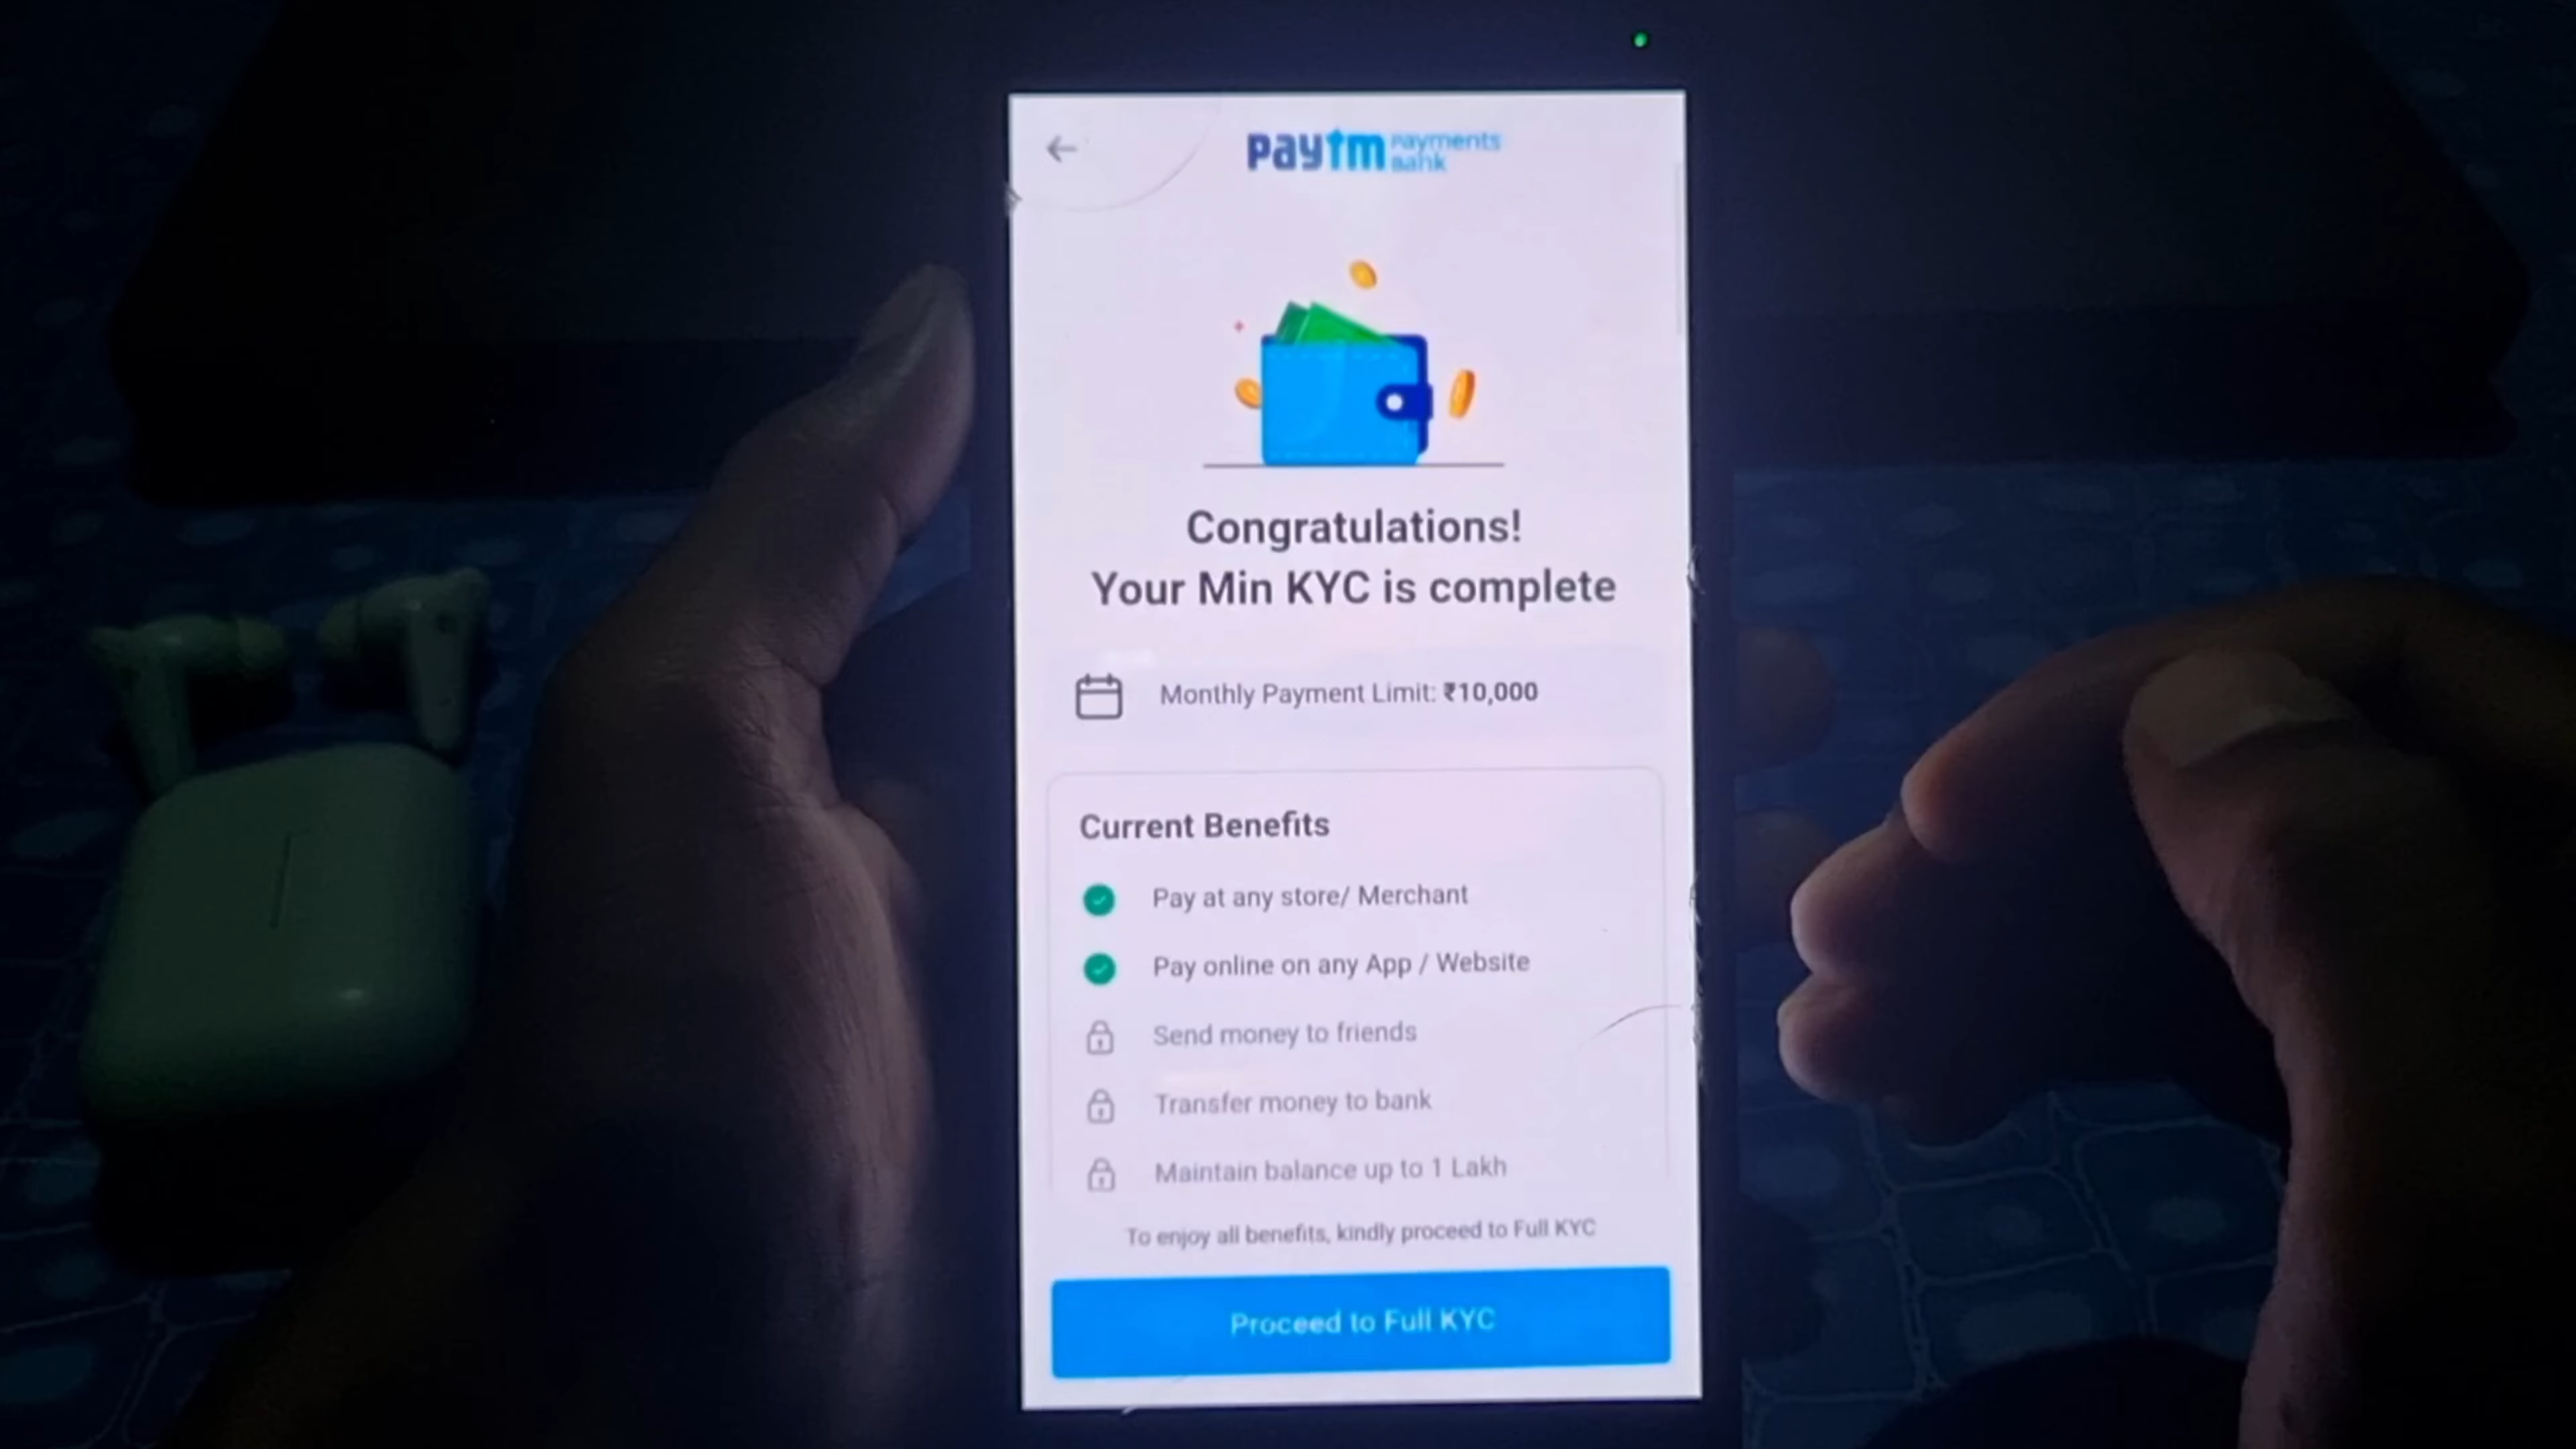 paytm payments bank
Congratulations!
Your Min KYC is complete
Monthly Payment Limit: ₹10,000
Current Benefits
Pay at any store/ Merchant
Pay online on any App / Website
Send money to friends
Transfer money to bank
Maintain balance up to 1 Lakh
To enjoy all benefits, kindly proceed to Full KYC
Proceed to Full KYC